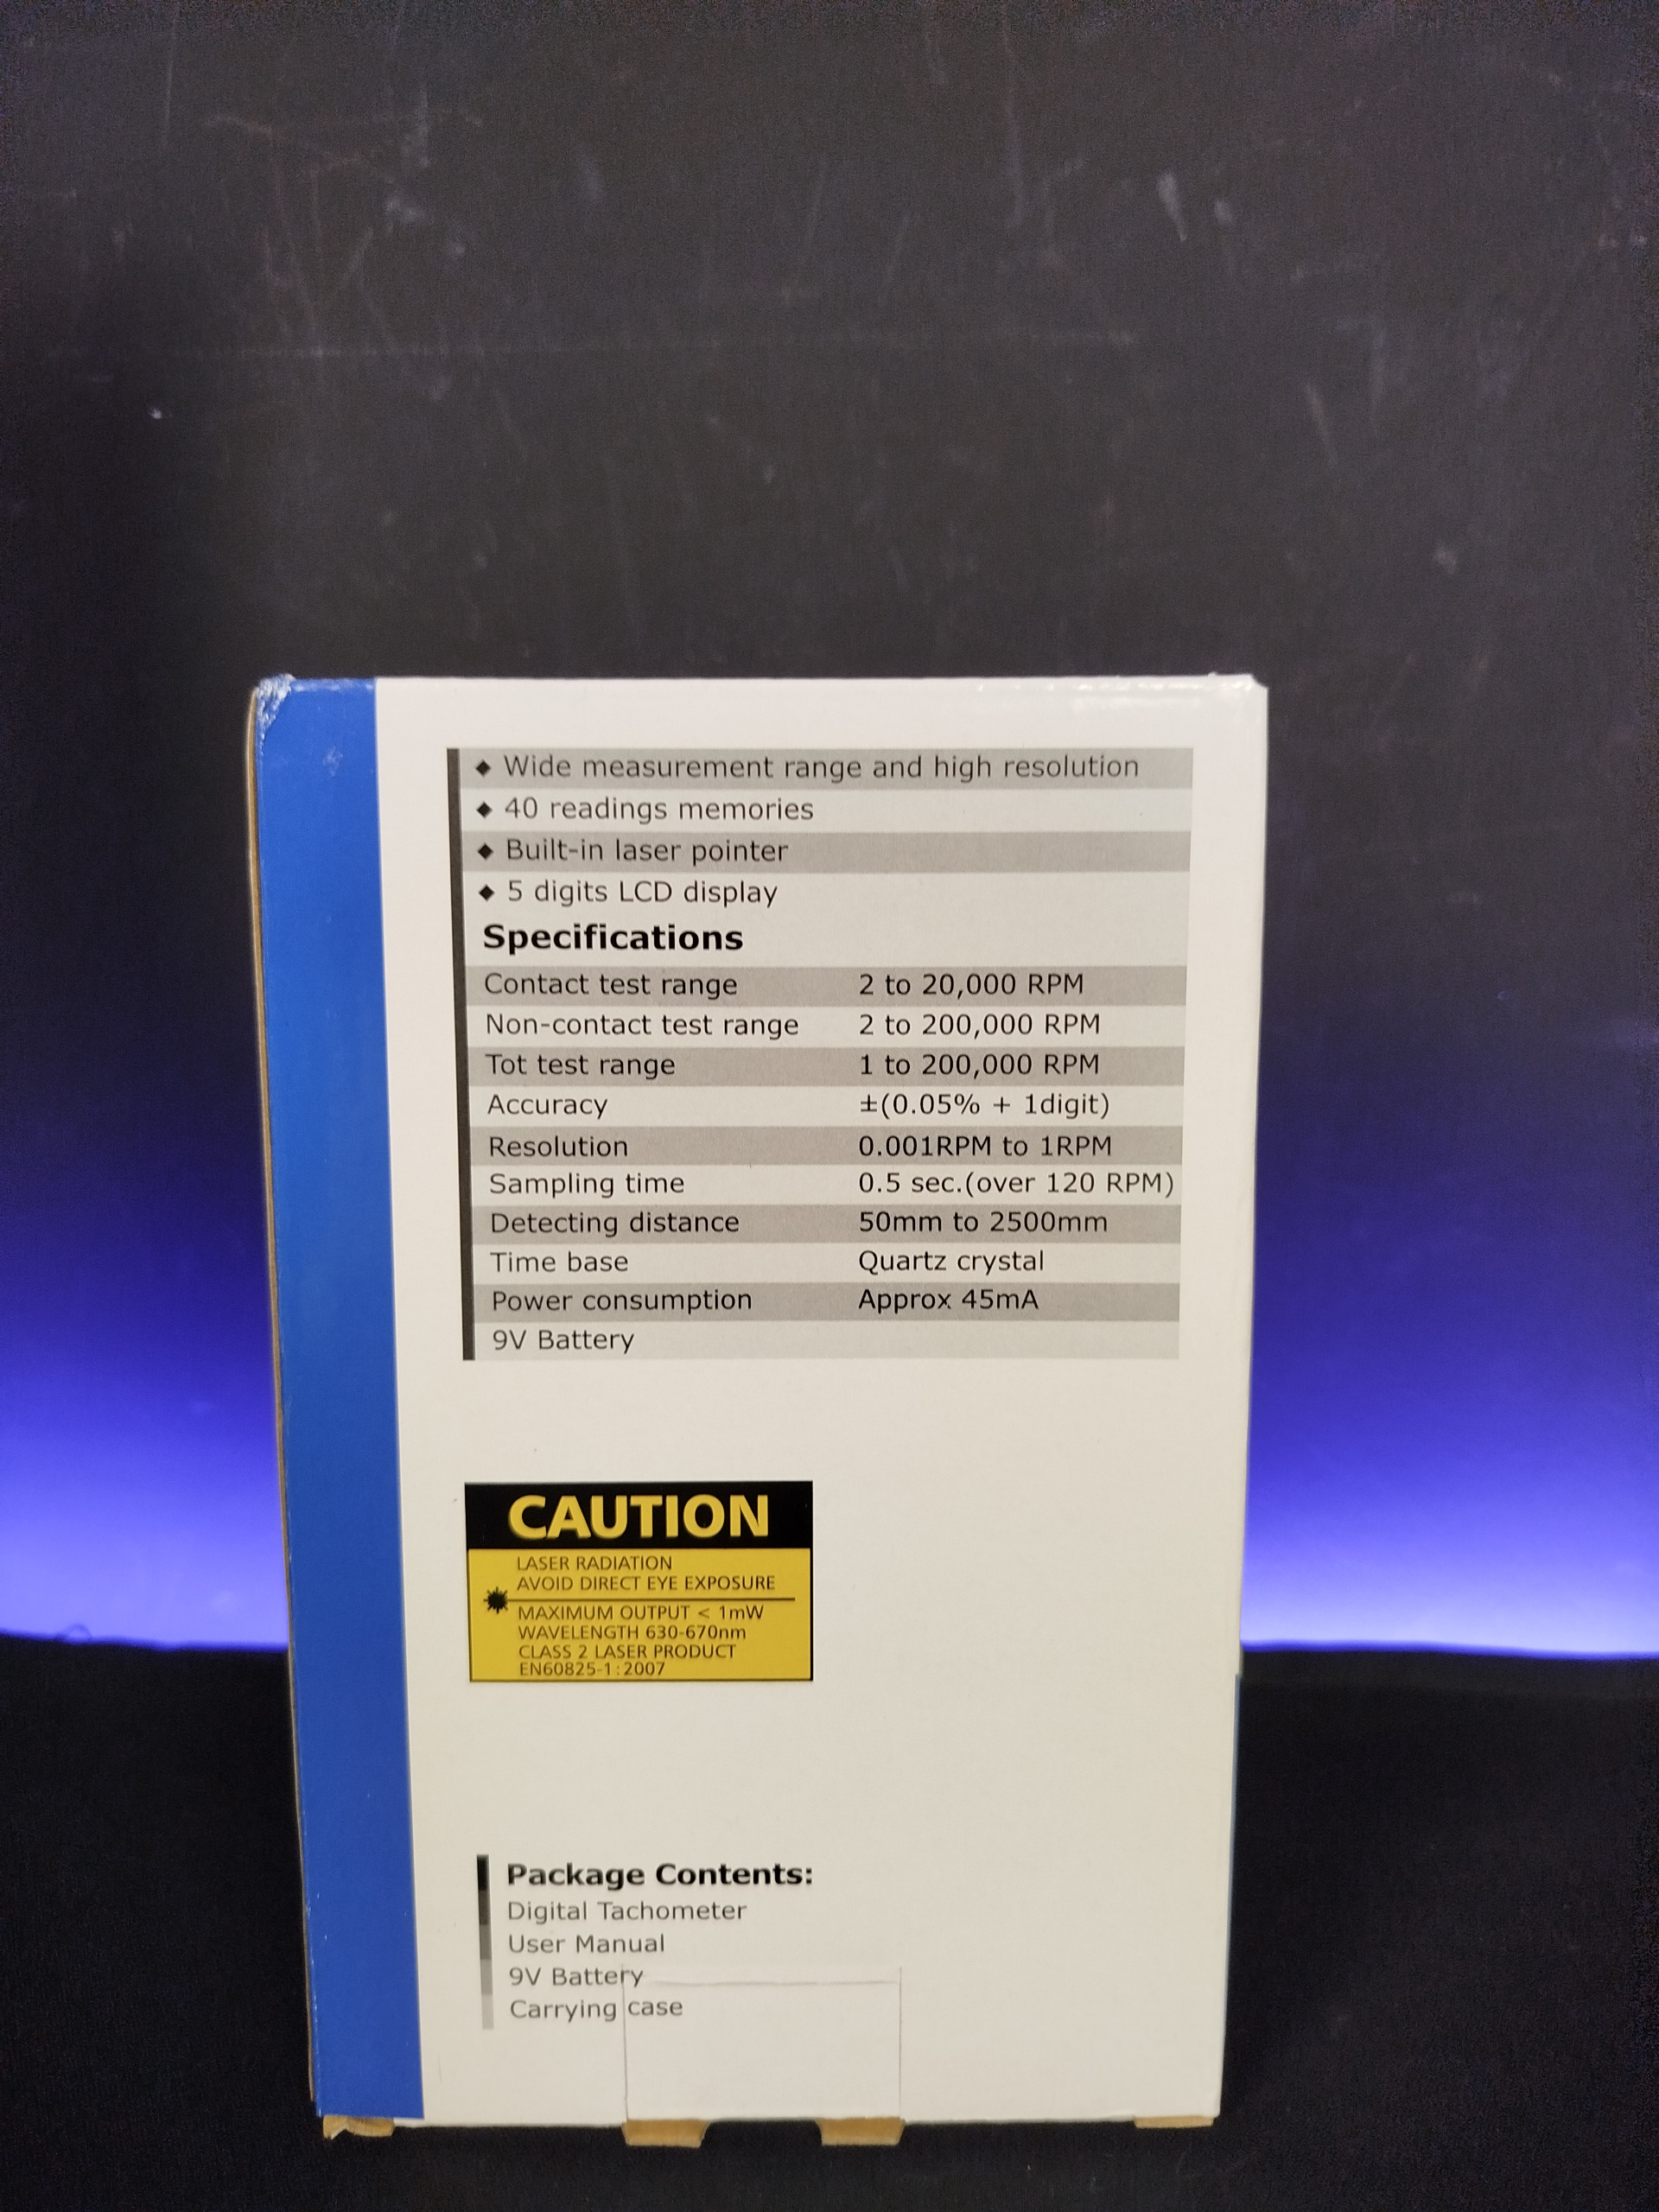 ◆ Wide measurement range and high resolution
◆ 40 readings memories
◆ Built-in laser pointer
◆ 5 digits LCD display
Specifications
Contact test range 2 to 20,000 RPM
Non-contact test range 2 to 200,000 RPM
Tot test range 1 to 200,000 RPM
Accuracy ±(0.05% + 1digit)
Resolution 0.001RPM to 1RPM
Sampling time 0.5 sec.(over 120 RPM)
Detecting distance 50mm to 2500mm
Time base Quartz crystal
Power consumption Approx 45mA
9V Battery
CAUTION
LASER RADIATION
AVOID DIRECT EYE EXPOSURE
MAXIMUM OUTPUT < 1mW
WAVELENGTH 630-670nm
CLASS 2 LASER PRODUCT
EN60825-1:2007
Package Contents:
Digital Tachometer
User Manual
9V Battery
Carrying case